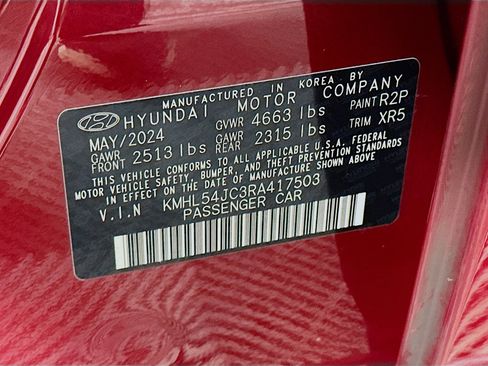 MANUFACTURED IN KOREA BY
HYUNDAI MOTOR COMPANY
MAY/2024 GVWR 4663 lbs PAINT R2P
GAWR FRONT 2513 lbs GAWR REAR 2315 lbs TRIM XR5
THIS VEHICLE CONFORMS TO ALL APPLICABLE U.S.A. FEDERAL
MOTOR VEHICLE SAFETY, BUMPER, AND THEFT PREVENTION STANDARDS
IN EFFECT ON THE DATE OF MANUFACTURE SHOWN ABOVE.
V.I.N KMHL54JC3RA417503
PASSENGER CAR